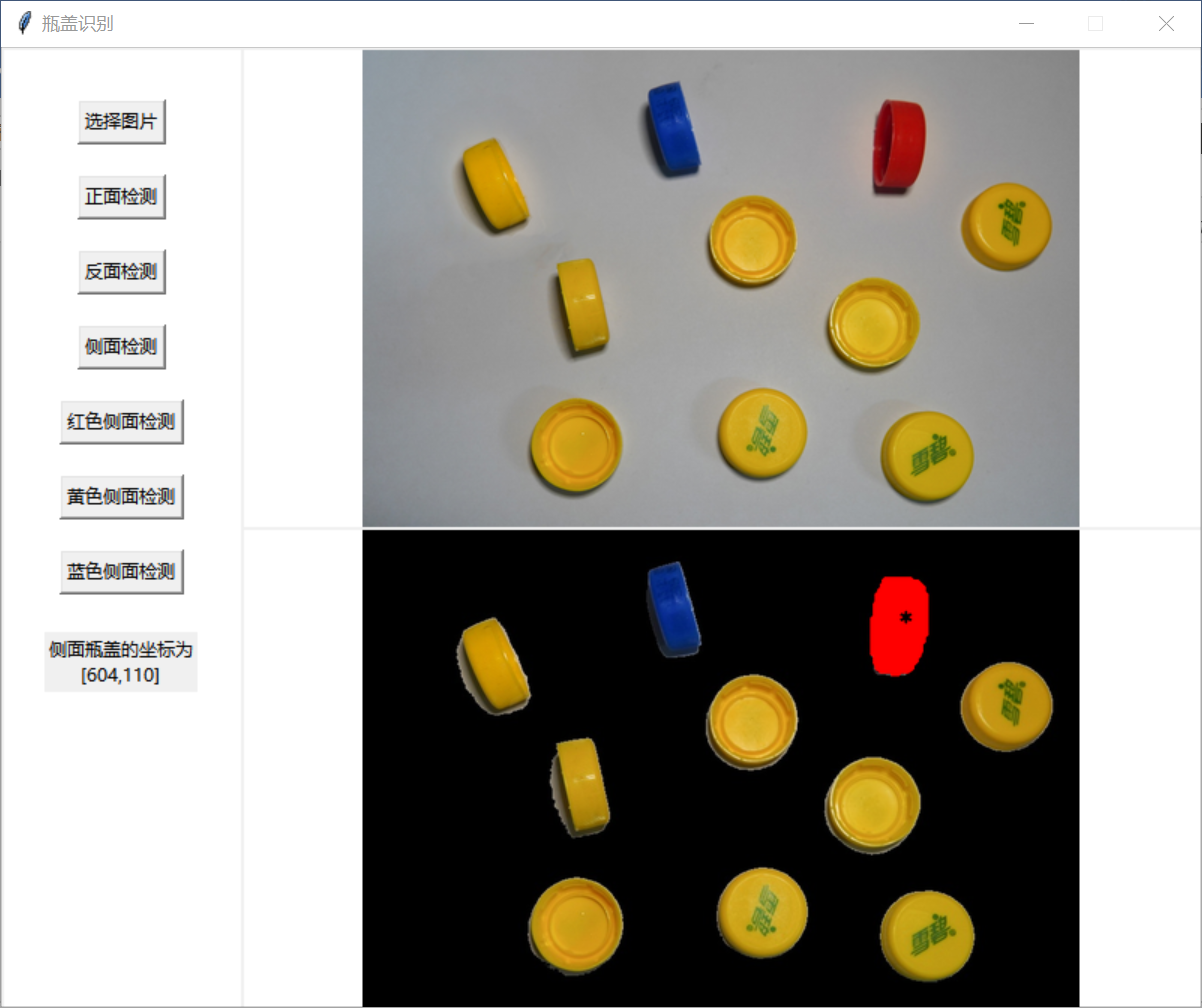 瓶盖识别
选择图片
正面检测
反面检测
侧面检测
红色侧面检测
黄色侧面检测
蓝色侧面检测
侧面瓶盖的坐标为
[604,110]